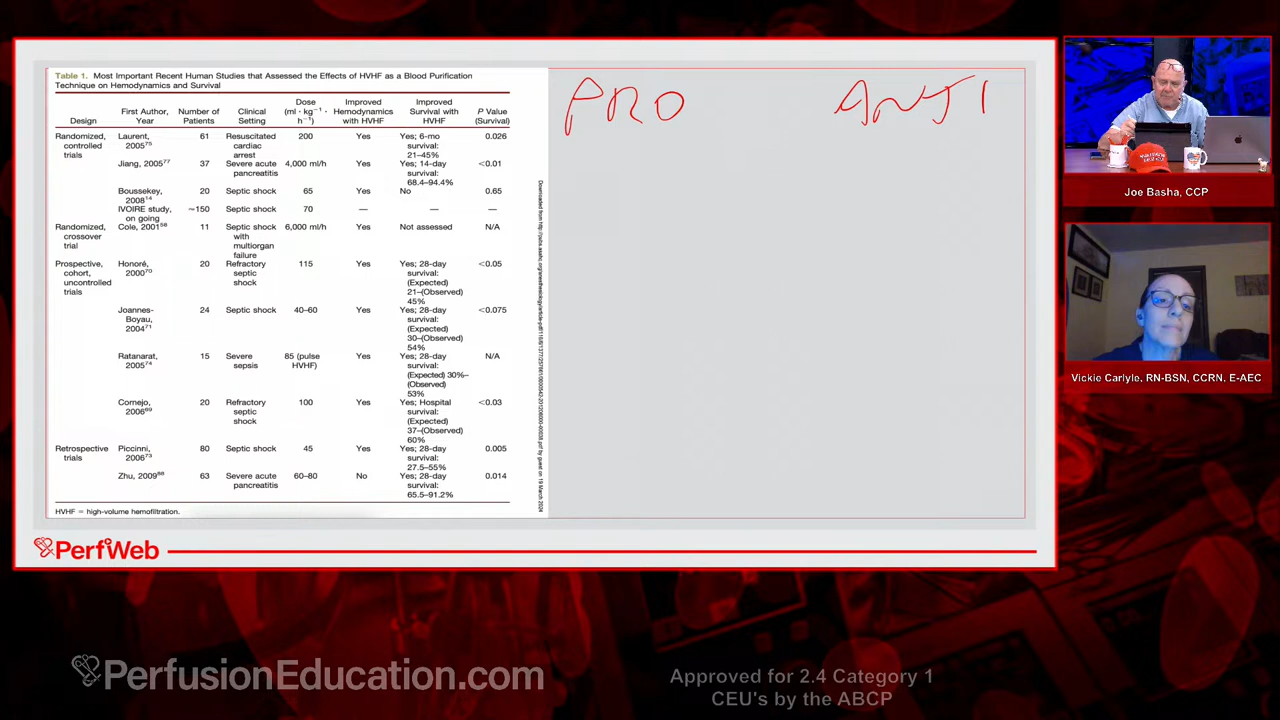 Table 1. Most Important Recent Human Studies that Assessed the Effects of HVHF as a Blood Purification
Technique on Hemodynamics and Survival
Design First Author, Year Number of Patients Clinical Setting Dose (ml · kg⁻¹ · h⁻¹) Improved Hemodynamics with HVHF Improved Survival with HVHF P Value (Survival)
Randomized, controlled trials Laurent, 2005⁷⁵ 61 Resuscitated cardiac arrest 200 Yes Yes; 6-mo survival: 21–45% 0.026
Jiang, 2005⁷⁷ 37 Severe acute pancreatitis 4,000 ml/h Yes Yes; 14-day survival: 68.4–94.4% <0.01
Boussekey, 2008¹⁴ 20 Septic shock 65 Yes No 0.65
IVOIRE study, on going ≈150 Septic shock 70 — — —
Randomized, crossover trial Cole, 2001⁵⁸ 11 Septic shock with multiorgan failure 6,000 ml/h Yes Not assessed N/A
Prospective, cohort, uncontrolled trials Honoré, 2000⁷⁰ 20 Refractory septic shock 115 Yes Yes; 28-day survival: (Expected) 21–(Observed) 45% <0.05
Joannes-Boyau, 2004⁷¹ 24 Septic shock 40–60 Yes Yes; 28-day survival: (Expected) 30–(Observed) 54% <0.075
Ratanarat, 2005⁷⁴ 15 Severe sepsis 85 (pulse HVHF) Yes Yes; 28-day survival: (Expected) 30%–(Observed) 53% N/A
Cornejo, 2006⁶⁹ 20 Refractory septic shock 100 Yes Yes; Hospital survival: (Expected) 37–(Observed) 60% <0.03
Retrospective trials Piccinni, 2006⁷³ 80 Septic shock 45 Yes Yes; 28-day survival: 27.5–55% 0.005
Zhu, 2009⁸⁸ 63 Severe acute pancreatitis 60–80 No Yes; 28-day survival: 65.5–91.2% 0.014
HVHF = high-volume hemofiltration.
PRO ANTI
Joe Basha, CCP
Vickie Carlyle, RN-BSN, CCRN, E-AEC
PerfWeb
PerfusionEducation.com
Approved for 2.4 Category 1
CEU's by the ABCP